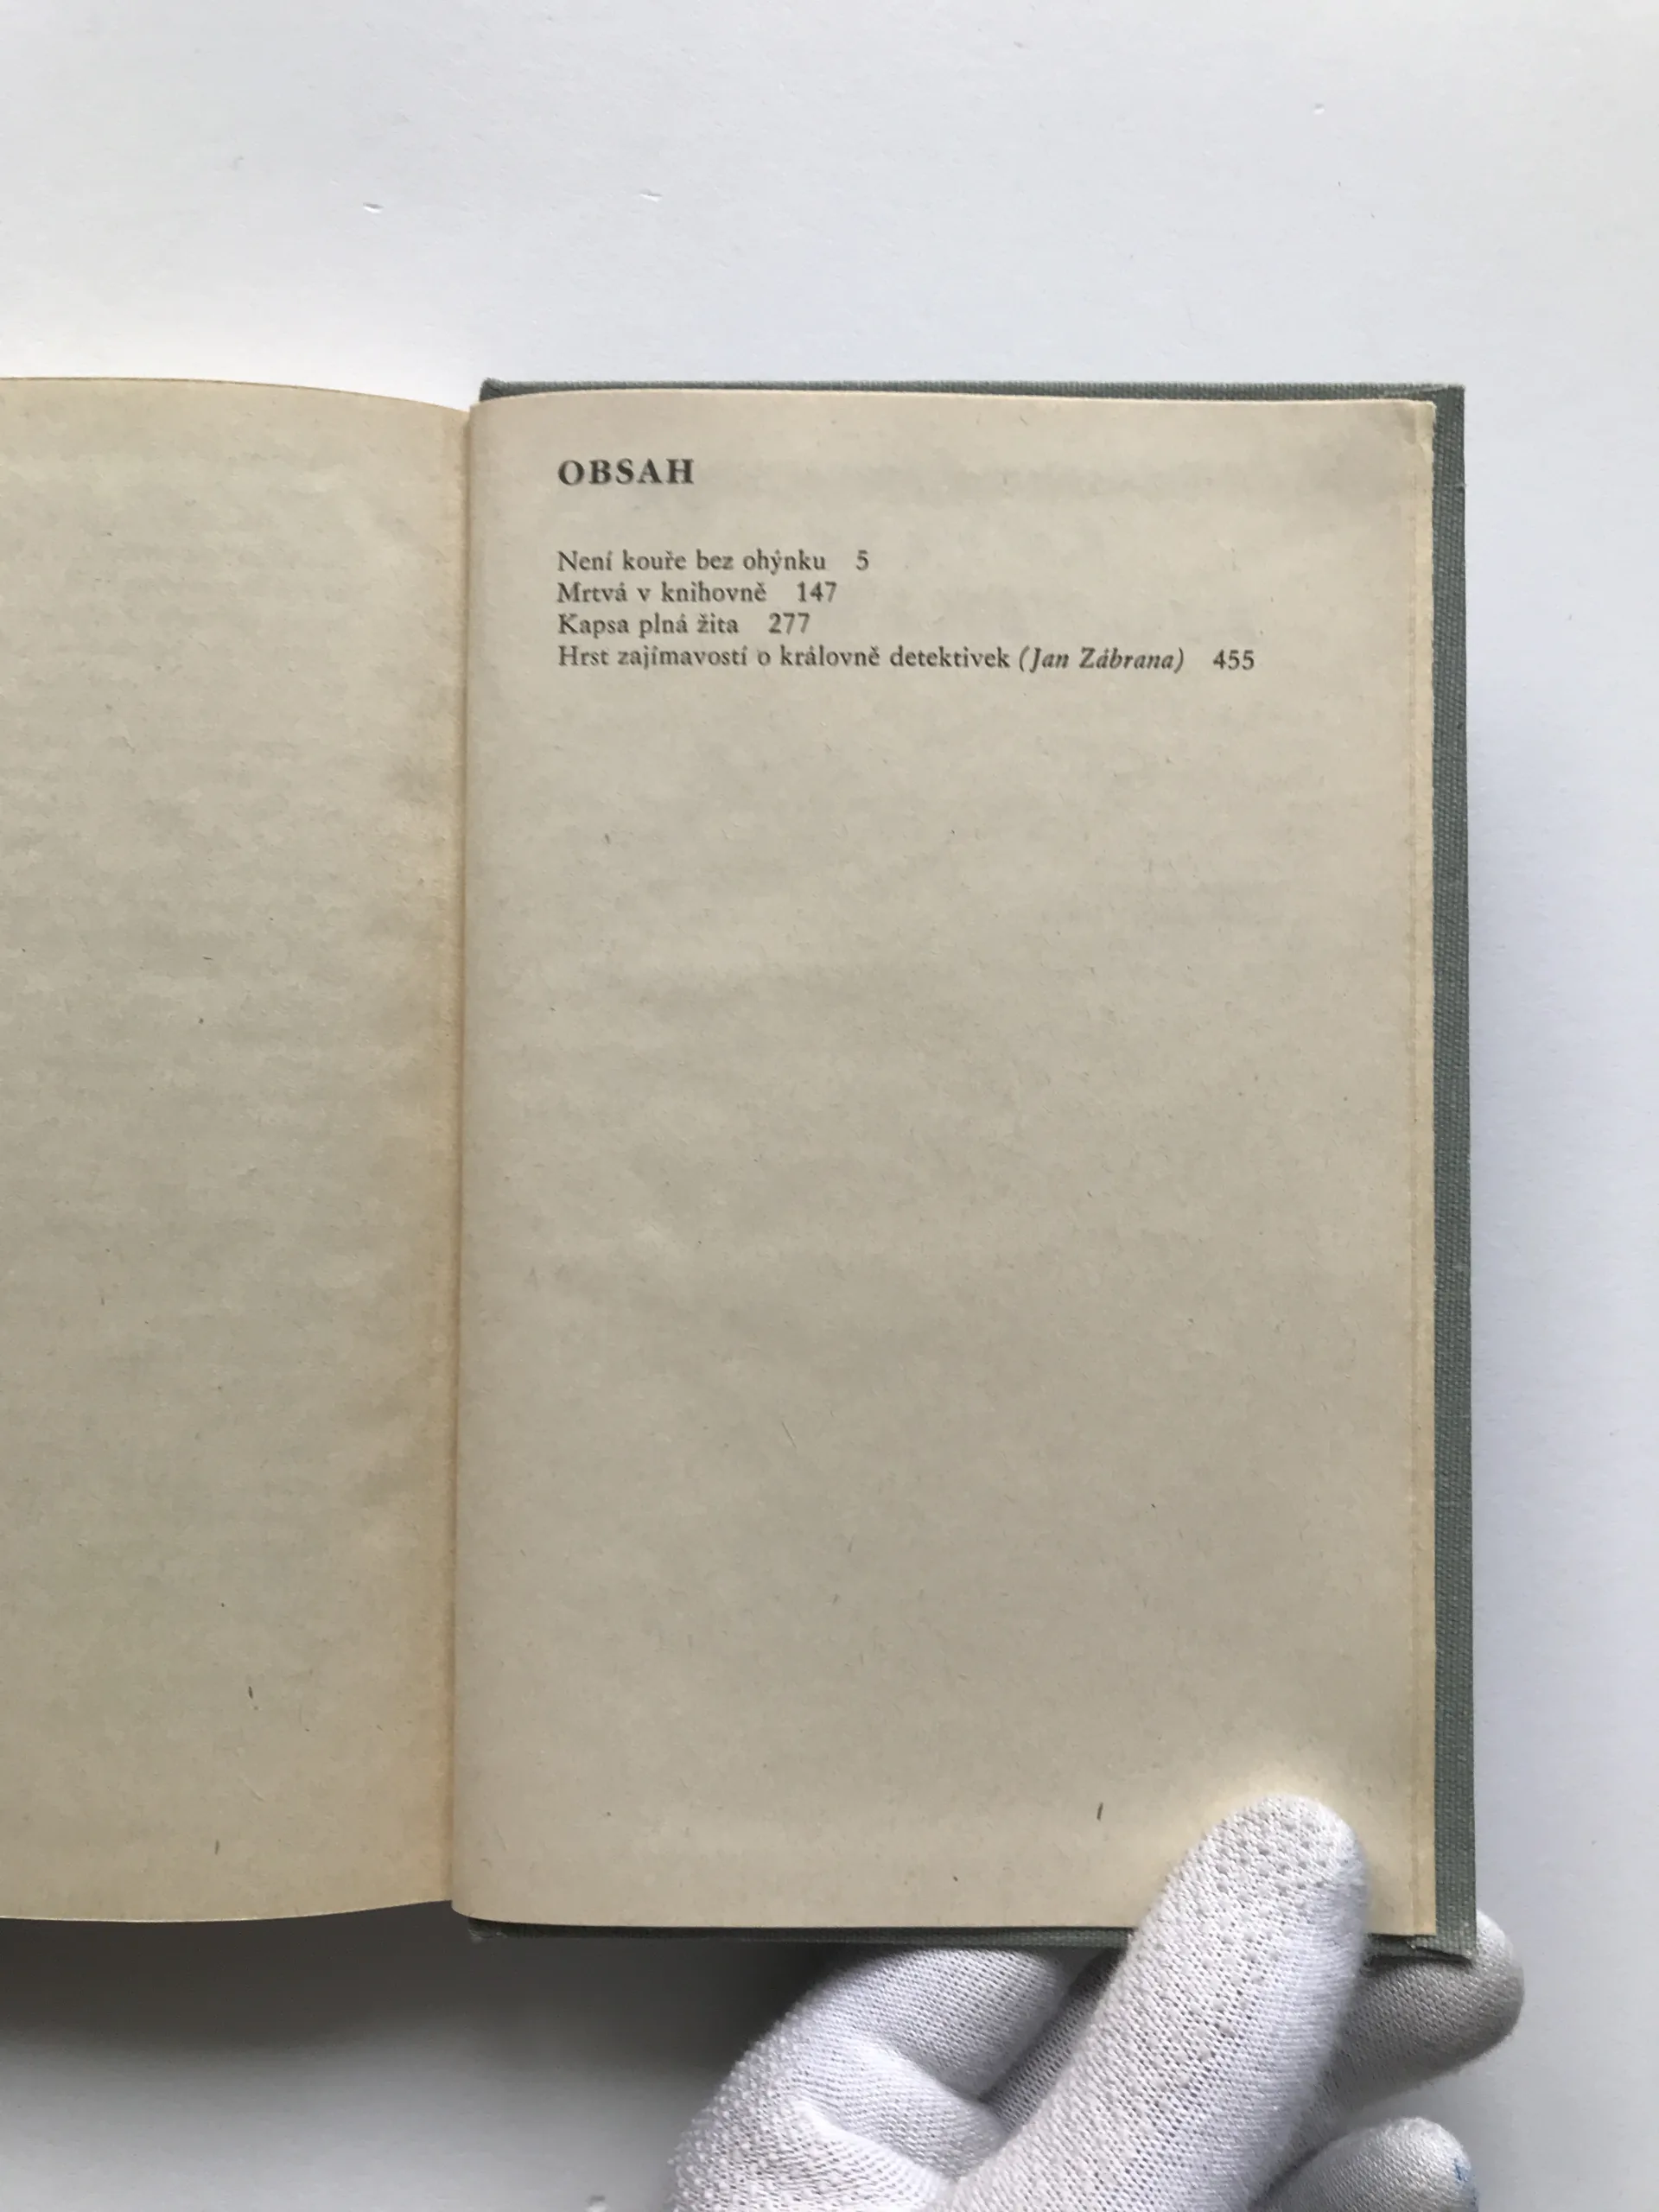 OBSAH
Není kouře bez ohýnku 5
Mrtvá v knihovně 147
Kapsa plná žita 277
Hrst zajímavostí o královně detektivek (Jan Zábrana) 455